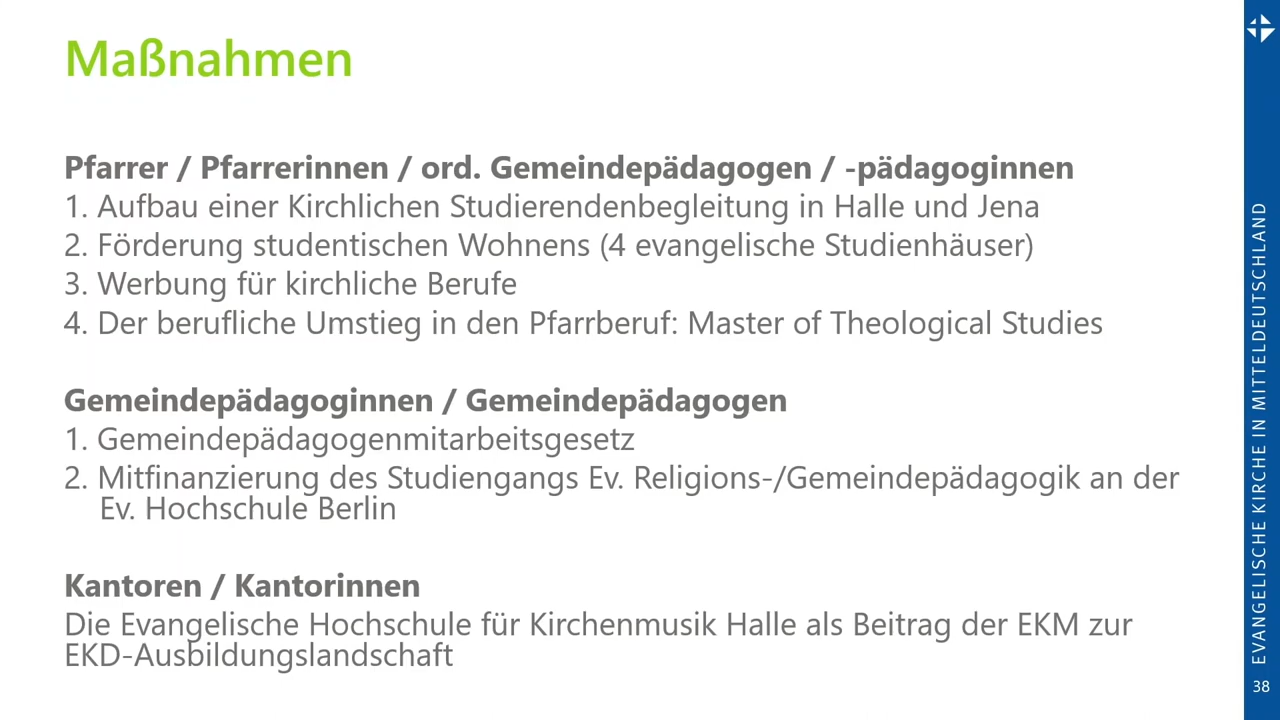 Maßnahmen
Pfarrer / Pfarrerinnen / ord. Gemeindepädagogen / -pädagoginnen
1. Aufbau einer Kirchlichen Studierendenbegleitung in Halle und Jena
2. Förderung studentischen Wohnens (4 evangelische Studienhäuser)
3. Werbung für kirchliche Berufe
4. Der berufliche Umstieg in den Pfarrberuf: Master of Theological Studies
Gemeindepädagoginnen / Gemeindepädagogen
1. Gemeindepädagogenmitarbeitsgesetz
2. Mitfinanzierung des Studiengangs Ev. Religions-/Gemeindepädagogik an der
Ev. Hochschule Berlin
Kantoren / Kantorinnen
Die Evangelische Hochschule für Kirchenmusik Halle als Beitrag der EKM zur
EKD-Ausbildungslandschaft
EVANGELISCHE KIRCHE IN MITTELDEUTSCHLAND
38